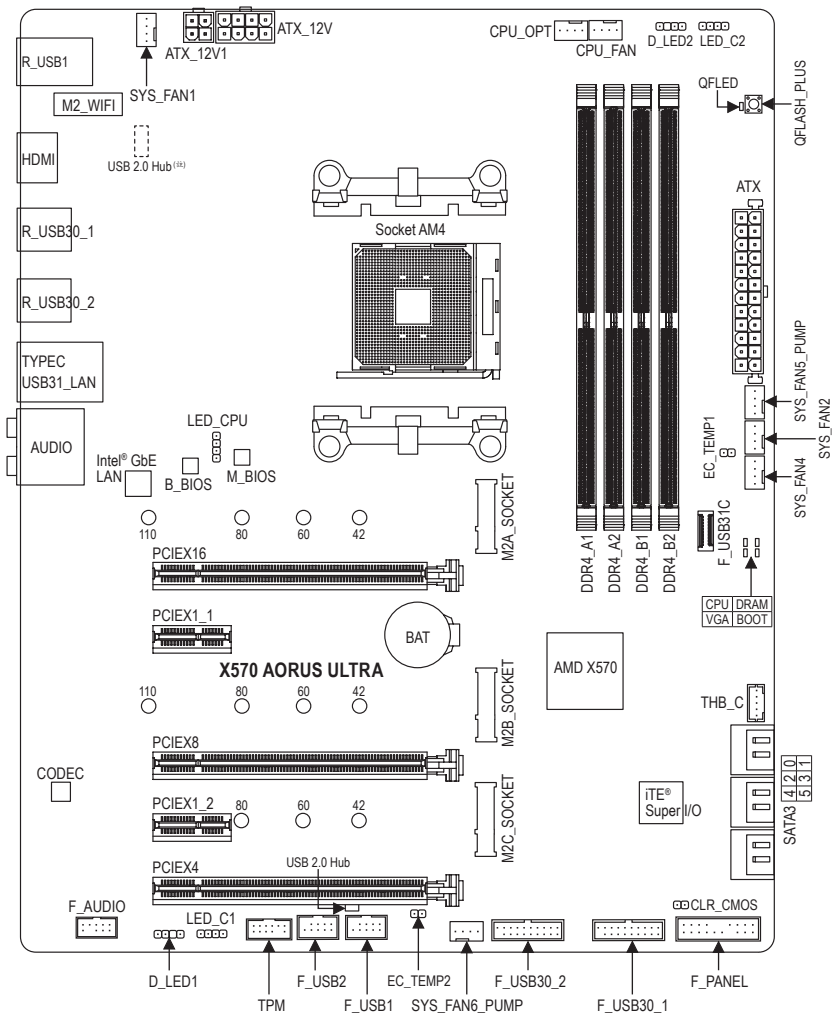 ATX_12V1
ATX_12V
CPU_OPT
CPU_FAN
D_LED2
LED_C2
R_USB1
SYS_FAN1
M2_WIFI
QFLED
QFLASH_PLUS
HDMI
USB 2.0 Hub(註)
ATX
Socket AM4
R_USB30_1
R_USB30_2
TYPEC
USB31_LAN
SYS_FAN5_PUMP
SYS_FAN2
SYS_FAN4
EC_TEMP1
AUDIO
LED_CPU
Intel® GbE
LAN
B_BIOS
M_BIOS
M2A_SOCKET
110
80
60
42
F_USB31C
DDR4_A1
DDR4_A2
DDR4_B1
DDR4_B2
PCIEX16
CPU DRAM
VGA BOOT
PCIEX1_1
BAT
X570 AORUS ULTRA
AMD X570
110
80
60
42
M2B_SOCKET
THB_C
PCIEX8
CODEC
PCIEX1_2
80
60
42
M2C_SOCKET
iTE®
Super I/O
SATA3
4 2 0
5 3 1
PCIEX4
USB 2.0 Hub
F_AUDIO
LED_C1
CLR_CMOS
D_LED1
TPM
F_USB2
F_USB1
EC_TEMP2
SYS_FAN6_PUMP
F_USB30_2
F_USB30_1
F_PANEL